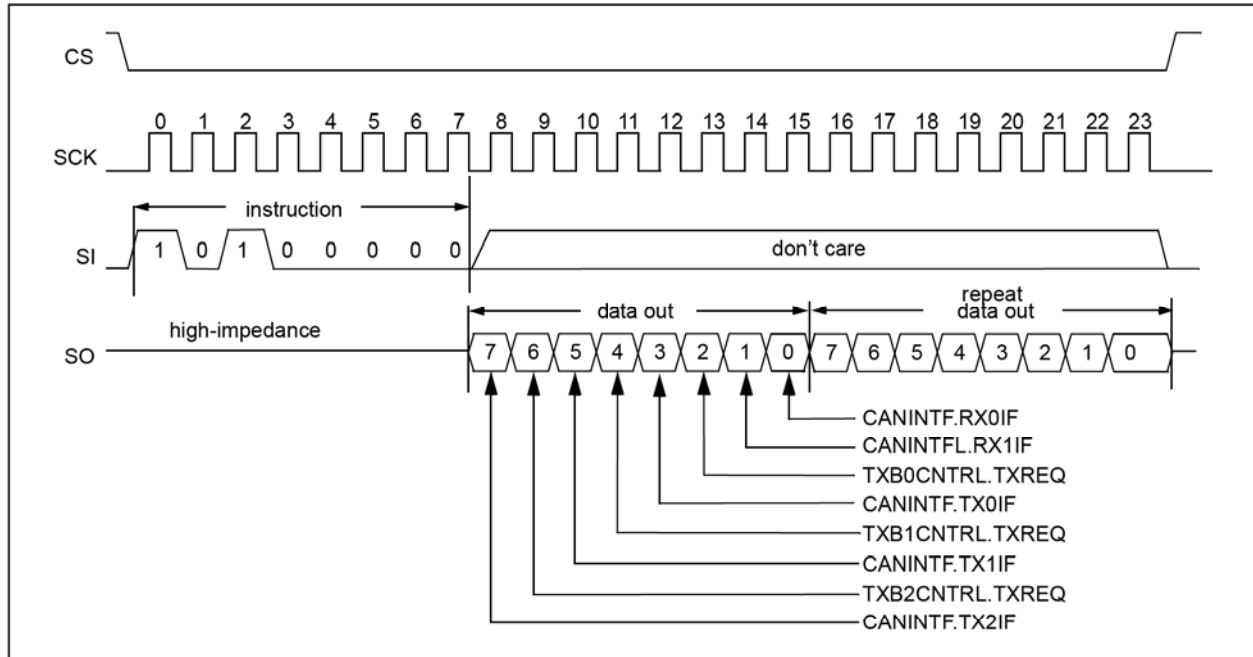 CS
0 1 2 3 4 5 6 7 8 9 10 11 12 13 14 15 16 17 18 19 20 21 22 23
SCK
instruction
SI 1 0 1 0 0 0 0 0 don't care
repeat
data out data out
high-impedance
SO 7 6 5 4 3 2 1 0 7 6 5 4 3 2 1 0
CANINTF.RX0IF
CANINTFL.RX1IF
TXB0CNTRL.TXREQ
CANINTF.TX0IF
TXB1CNTRL.TXREQ
CANINTF.TX1IF
TXB2CNTRL.TXREQ
CANINTF.TX2IF